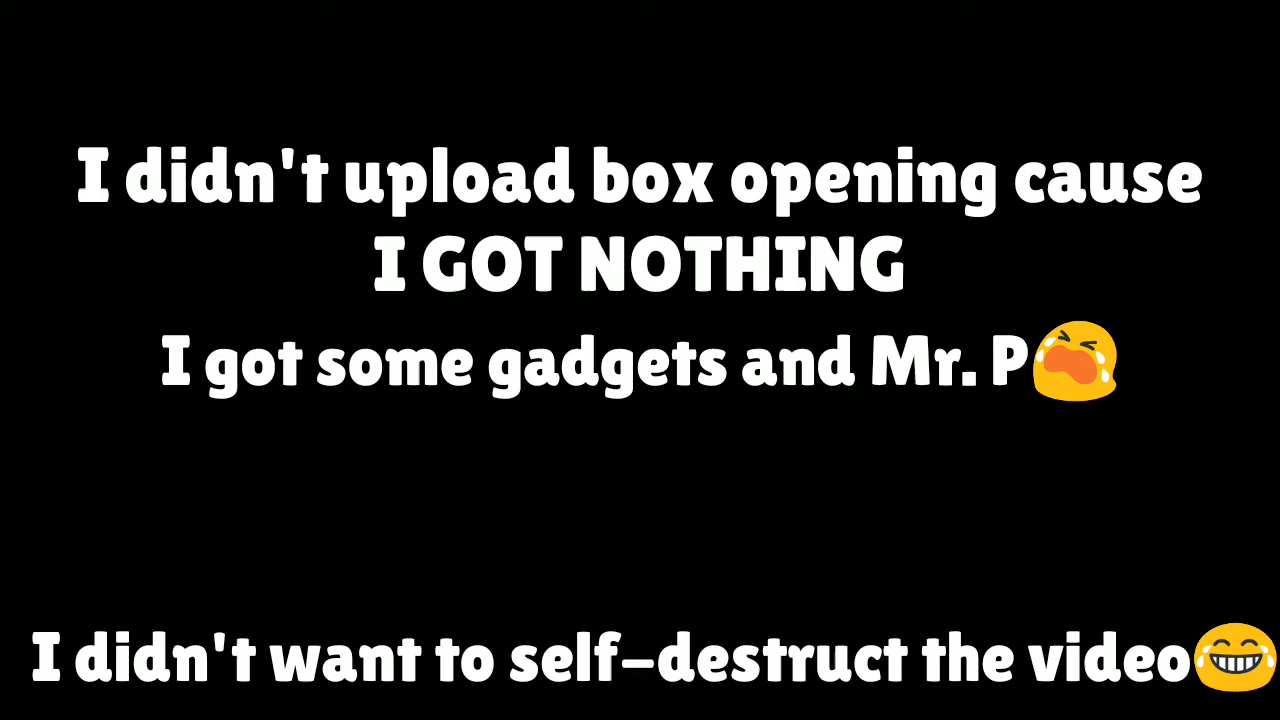 I didn't upload box opening cause
I GOT NOTHING
I got some gadgets and Mr. P😭
I didn't want to self-destruct the video😂